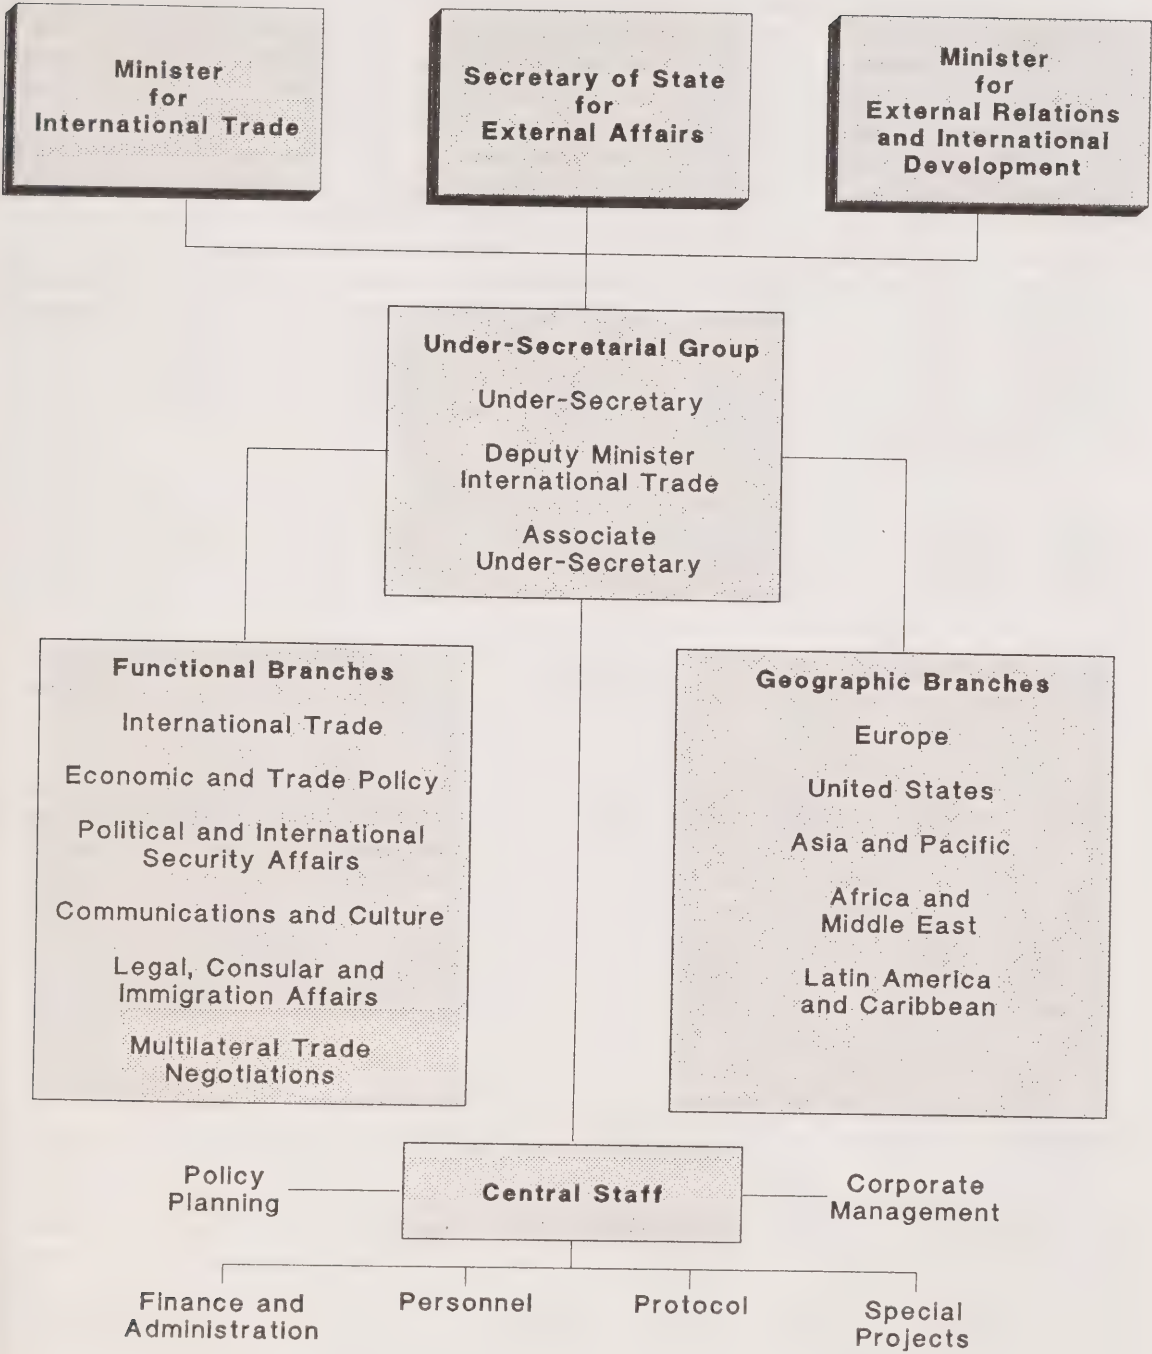 Minister
for
International Trade
Secretary of State
for
External Affairs
Minister
for
External Relations
and International
Development
Under-Secretarial Group
Under-Secretary
Deputy Minister
International Trade
Associate
Under-Secretary
Functional Branches
International Trade
Economic and Trade Policy
Political and International
Security Affairs
Communications and Culture
Legal, Consular and
Immigration Affairs
Multilateral Trade
Negotiations
Geographic Branches
Europe
United States
Asia and Pacific
Africa and
Middle East
Latin America
and Caribbean
Policy
Planning
Central Staff
Corporate
Management
Finance and
Administration
Personnel
Protocol
Special
Projects